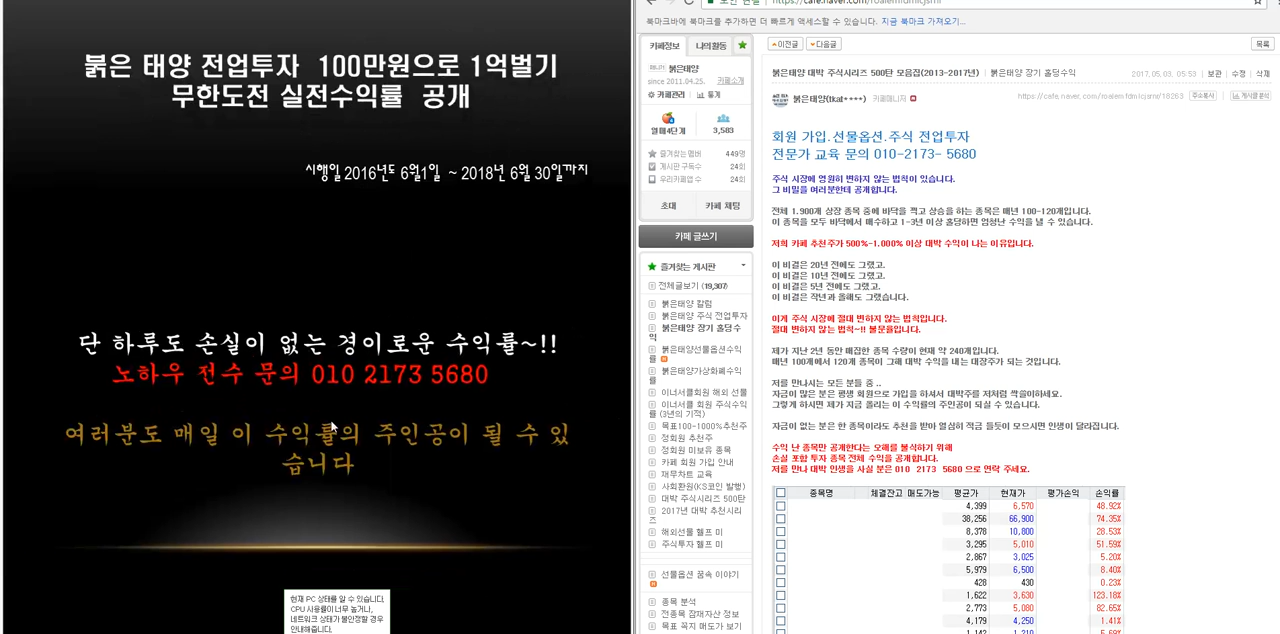 붉은 태양 전업투자  100만원으로 1억벌기
무한도전 실전수익률  공개
시행일 2016년도 6월1일  ~ 2018년 6월 30일까지
단 하루도 손실이 없는 경이로운 수익률~!!
노하우 전수 문의 010 2173 5680
여러분도 매일 이 수익률의 주인공이 될 수 있
습니다
현재 PC 상태를 알 수 있습니다.
CPU 사용률이 너무 높거나,
네트워크 상태가 불안정할 경우
안내해줍니다.
북마크바에 북마크를 추가하면 더 빠르게 액세스할 수 있습니다. 지금 북마크 가져오기...
카페정보
나의활동
매니저 붉은태양
since 2011.04.25. 카페소개
카페관리 통계
열매4단계
3,583
즐겨찾는 멤버 449명
게시판 구독수 24회
우리카페앱 수 24회
초대
카페 채팅
카페 글쓰기
즐겨찾는 게시판
전체글보기 (19,307)
붉은태양 칼럼
붉은태양 주식 전업투자
붉은태양 장기 홀딩수
익
붉은태양선물옵션수익
률
붉은태양가상화폐수익
률
이너서클회원 해외 선물
이너서클 회원 주식수익
률 (3년의 기적)
목표100-1000%추천주
정회원 추천주
정회원 미보유 종목
카페 회원 가입 안내
재무차트 교육
사회환원(KS코인 발행)
대박 주식시리즈 500탄
2017년 대박 추천시리
즈
해외선물 헬프 미
주식투자 헬프 미
선물옵션 꿈속 이야기
종목 분석
전종목 잠재자산 정보
목표 꼭지 매도가 보기
이전글
다음글
목록
붉은태양 대박 주식시리즈 500탄 모음집(2013-2017년) | 붉은태양 장기 홀딩수익
2017.05.03. 05:53 | 보관 | 수정 | 삭제
붉은태양(tkat****) 카페매니저
주소복사
게시글 분석
회원 가입.선물옵션.주식 전업투자
전문가 교육 문의 010-2173- 5680
주식 시장에 영원히 변하지 않는 법칙이 있습니다.
그 비밀을 여러분한테 공개합니다.
전체 1.900개 상장 종목 중에 바닥을 찍고 상승을 하는 종목은 매년 100-120개입니다.
이 종목을 모두 바닥에서 매수하고 1-3년 이상 홀딩하면 엄청난 수익을 낼 수 있습니다.
저희 카페 추천주가 500%-1.000% 이상 대박 수익이 나는 이유입니다.
이 비결은 20년 전에도 그랬고.
이 비결은 10년 전에도 그랬고.
이 비결은 5년 전에도 그랬고.
이 비결은 작년과 올해도 그랬습니다.
이게 주식 시장에 절대 변하지 않는 법칙입니다.
절대 변하지 않는 법칙~!! 불문율입니다.
제가 지난 2년 동안 매집한 종목 수량이 현재 약 240개입니다.
매년 100개에서 120개 종목이 그해 대박 수익을 내는 대장주가 되는 것입니다.
저를 만나시는 모든 분들 중 ..
자금이 많은 분은 평생 회원으로 가입을 하셔서 대박주를 저처럼 싹쓸이하세요.
그렇게 하시면 제가 지금 올리는 이 수익률의 주인공이 되실 수 있습니다.
자금이 없는 분은 한 종목이라도 추천을 받아 열심히 적금 들듯이 모으시면 인생이 달라집니다.
수익 난 종목만 공개한다는 오해를 불식하기 위해
손실 포함 투자 종목 전체 수익을 공개합니다.
저를 만나 대박 인생을 사실 분은 010  2173  5680 으로 연락 주세요.
종목명 체결잔고 매도가능 평균가 현재가 평가손익 손익률
4,399 6,570 48.92%
38,256 66,900 74.35%
8,378 10,800 28.53%
3,295 5,010 51.59%
2,867 3,025 5.20%
5,979 6,500 8.40%
428 430 0.23%
1,622 3,630 123.18%
2,773 5,080 82.65%
4,179 4,250 1.41%